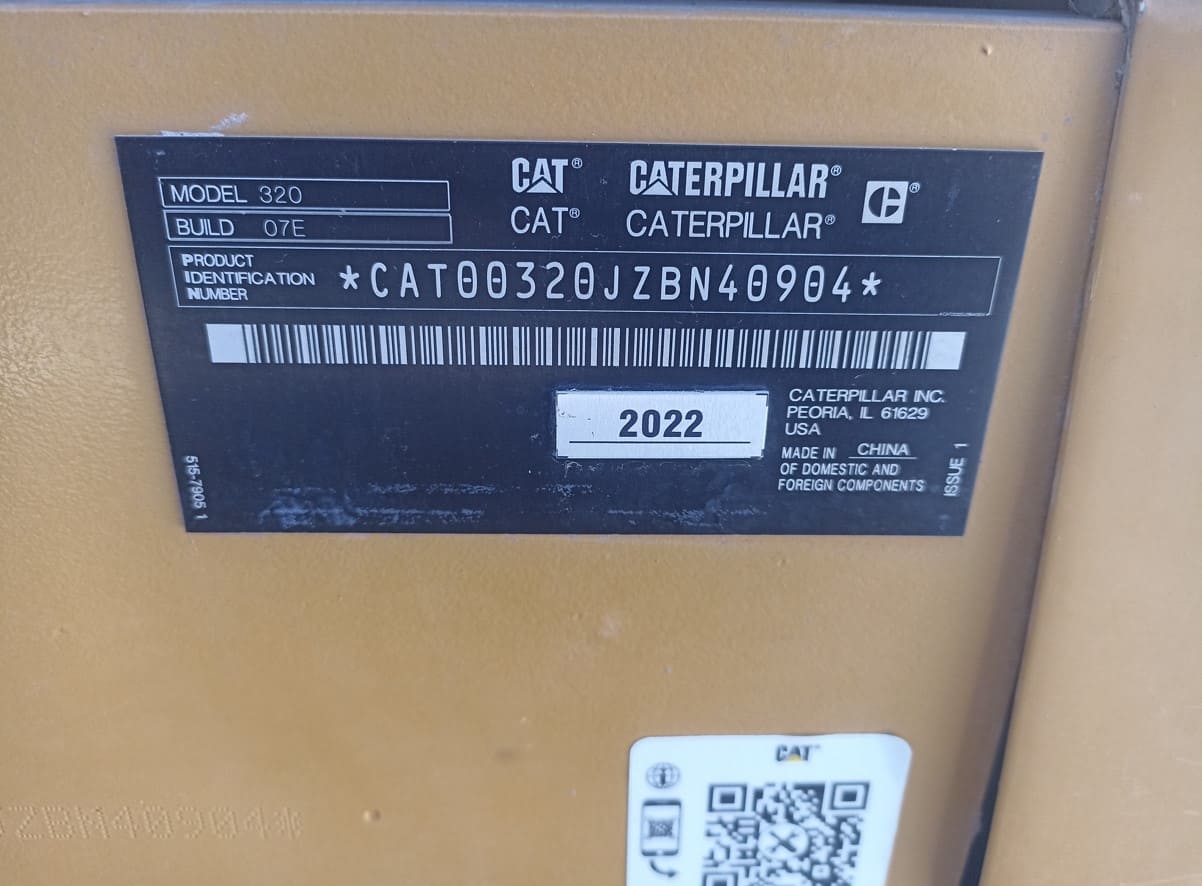 MODEL 320
BUILD 07E
CAT® CATERPILLAR® ®
CAT® CATERPILLAR®
PRODUCT
IDENTIFICATION
NUMBER
*CAT00320JZBN40904*
2022
CATERPILLAR INC.
PEORIA, IL 61629
USA
MADE IN CHINA
OF DOMESTIC AND
FOREIGN COMPONENTS
515-7905 1
ISSUE 1
CAT
ZBN40904*